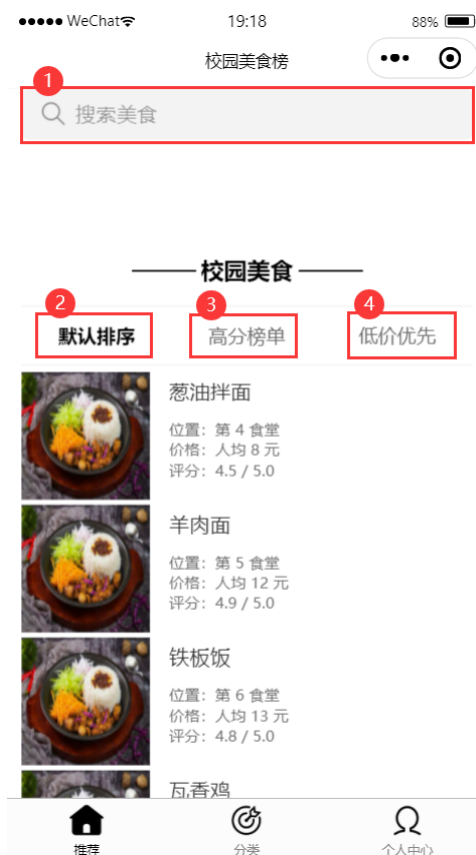 WeChat 19:18 88%
校园美食榜
1
搜索美食
校园美食
2 3 4
默认排序 高分榜单 低价优先
葱油拌面
位置：第 4 食堂
价格：人均 8 元
评分：4.5 / 5.0
羊肉面
位置：第 5 食堂
价格：人均 12 元
评分：4.9 / 5.0
铁板饭
位置：第 6 食堂
价格：人均 13 元
评分：4.8 / 5.0
瓦香鸡
推荐 分类 个人中心